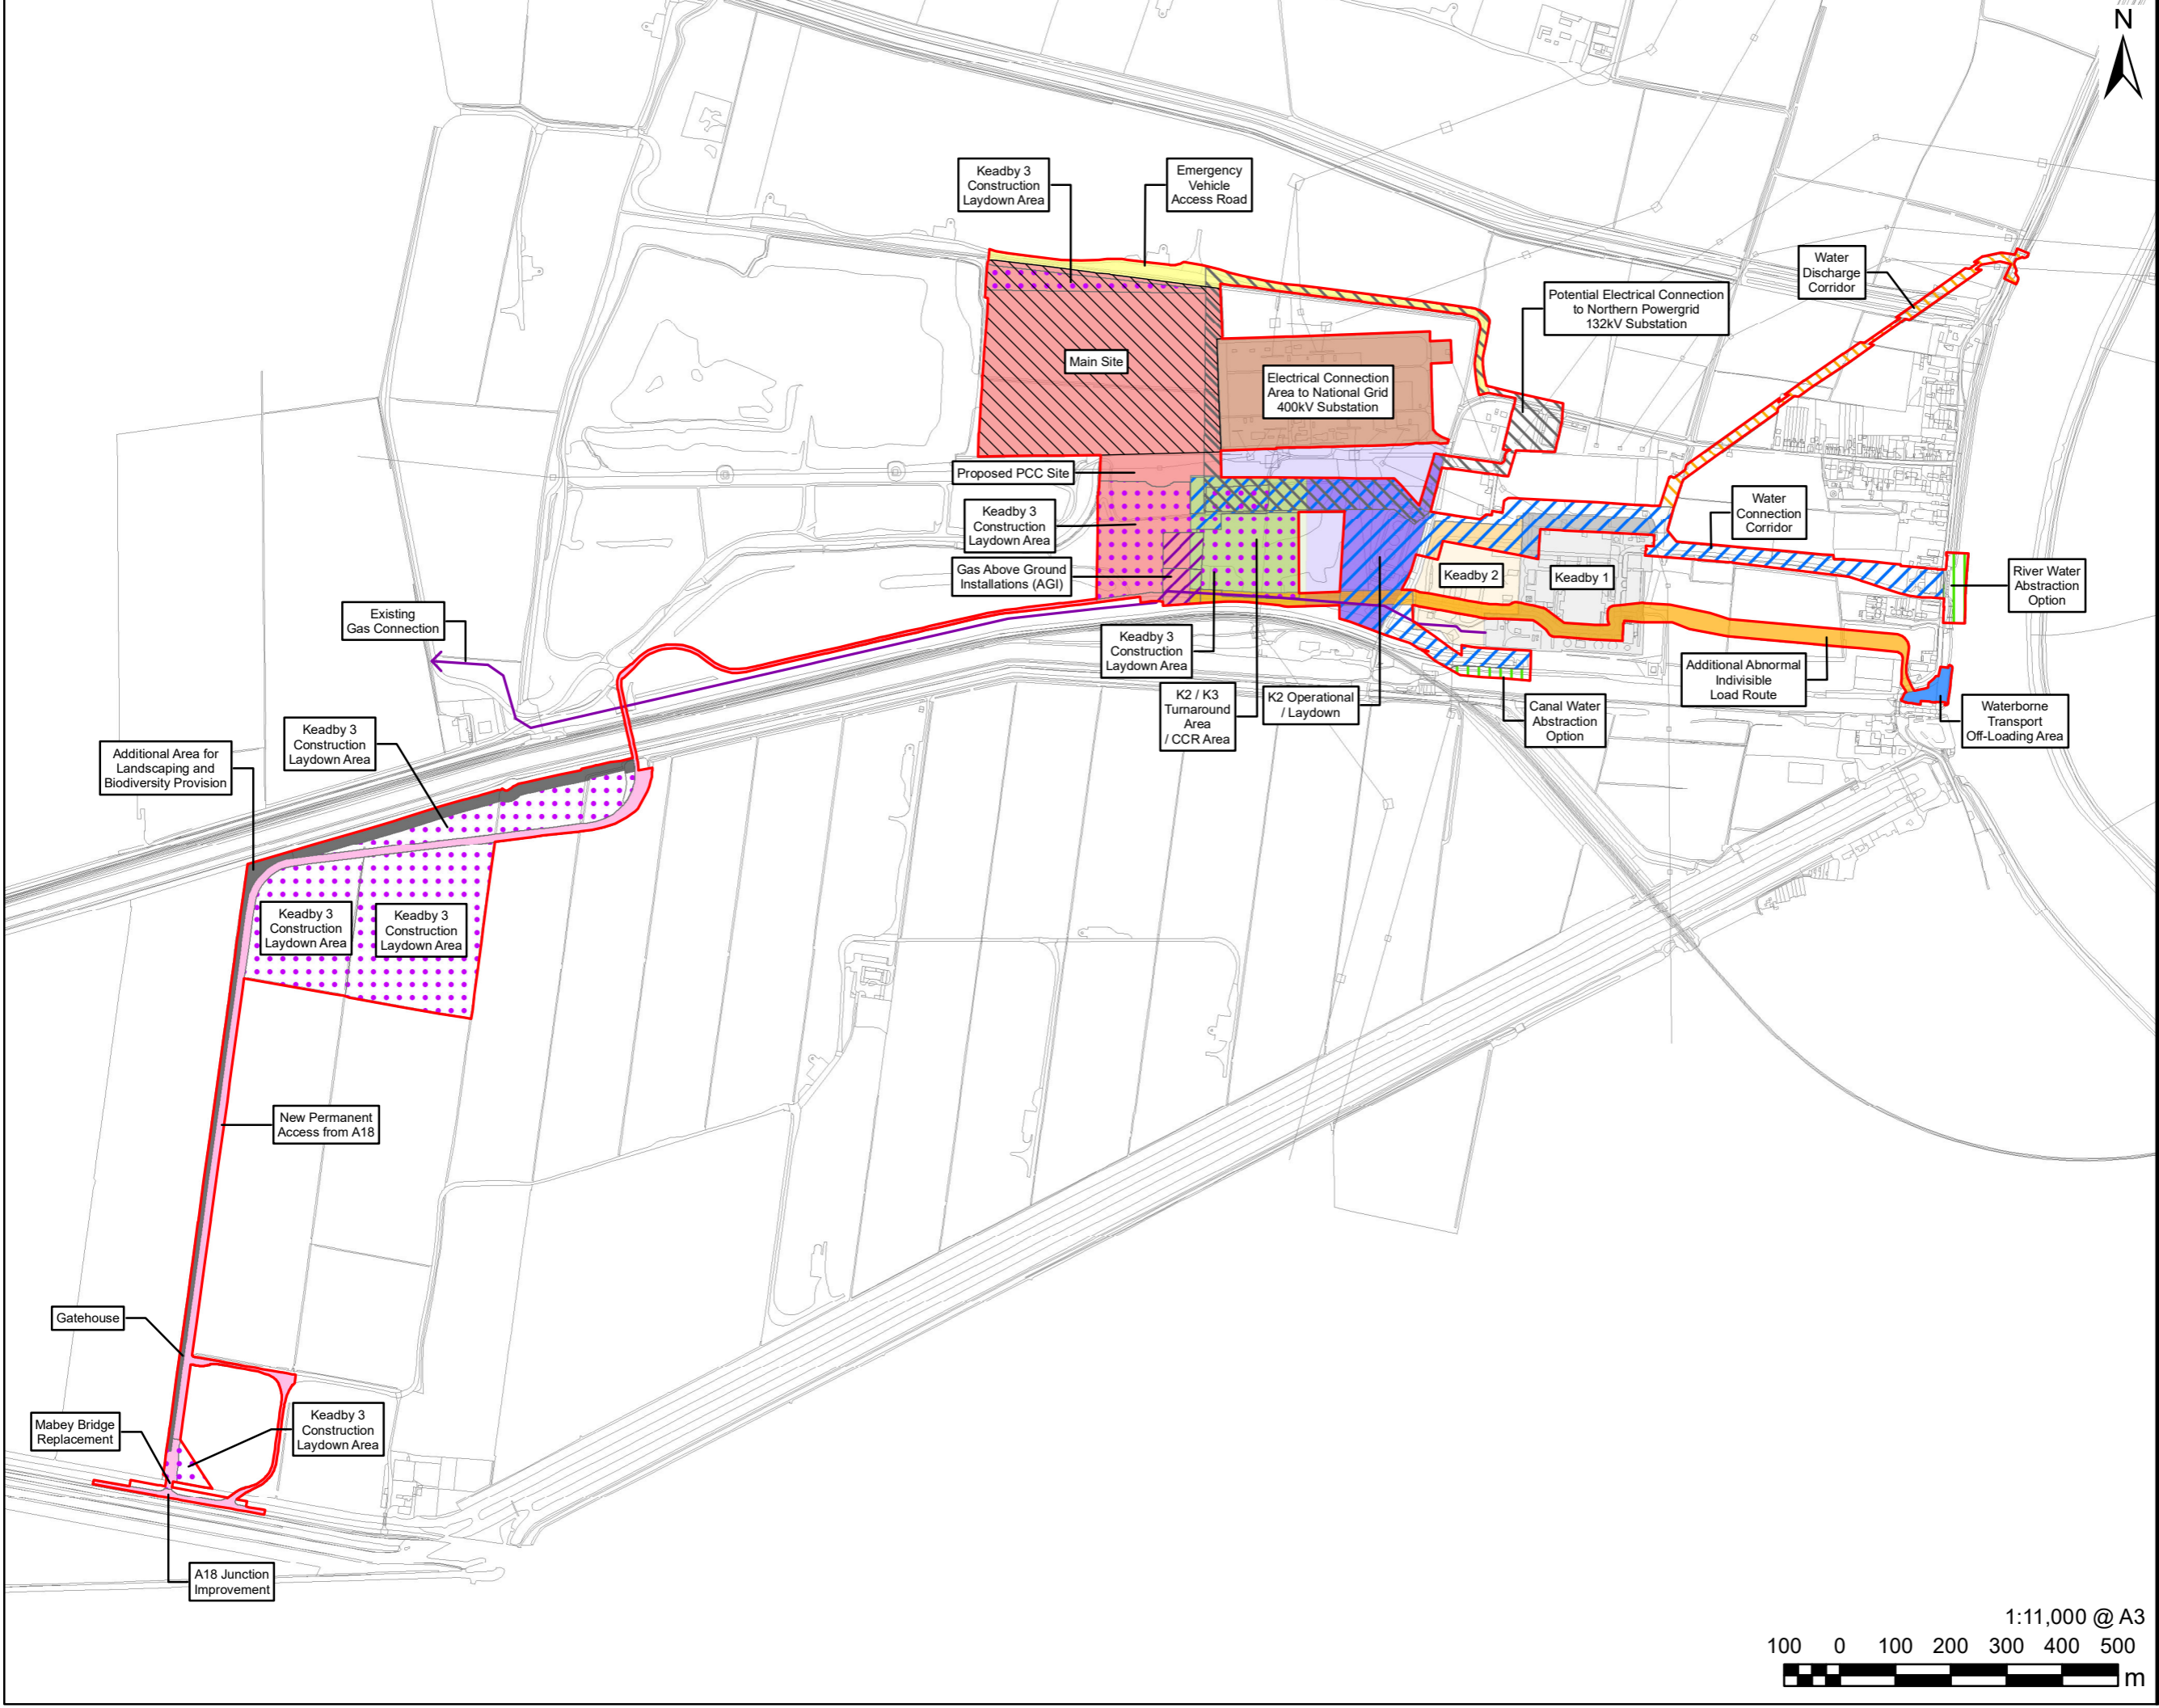 N
Keadby 3
Construction
Laydown Area
Emergency
Vehicle
Access Road
Water
Discharge
Corridor
Potential Electrical Connection
to Northern Powergrid
132kV Substation
Main Site
Electrical Connection
Area to National Grid
400kV Substation
Proposed PCC Site
Keadby 3
Construction
Laydown Area
Water
Connection
Corridor
Gas Above Ground
Installations (AGI)
Keadby 2
Keadby 1
River Water
Abstraction
Option
Existing
Gas Connection
Keadby 3
Construction
Laydown Area
Additional Abnormal
Indivisible
Load Route
K2 / K3
Turnaround
Area
/ CCR Area
K2 Operational
/ Laydown
Canal Water
Abstraction
Option
Waterborne
Transport
Off-Loading Area
Keadby 3
Construction
Laydown Area
Additional Area for
Landscaping and
Biodiversity Provision
Keadby 3
Construction
Laydown Area
Keadby 3
Construction
Laydown Area
New Permanent
Access from A18
Gatehouse
Mabey Bridge
Replacement
Keadby 3
Construction
Laydown Area
A18 Junction
Improvement
1:11,000 @ A3
100 0 100 200 300 400 500
m